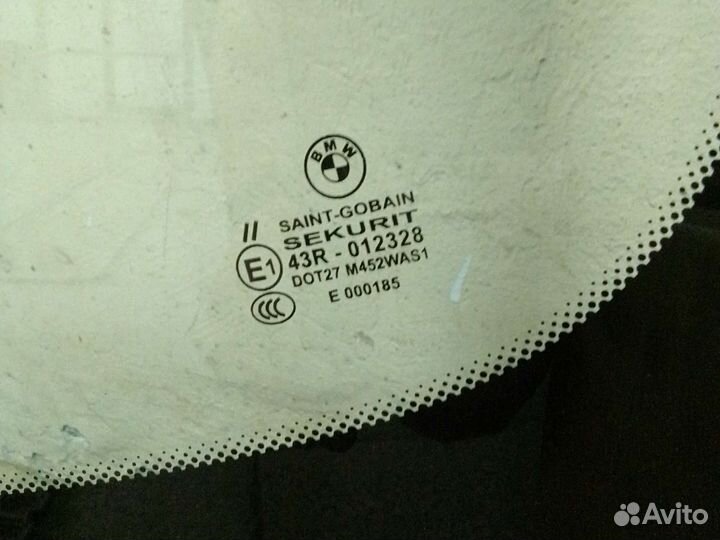 BMW
SAINT-GOBAIN
SEKURIT
II
43R - 012328
E1
DOT27 M452WAS1
E 000185
CCC
Avito